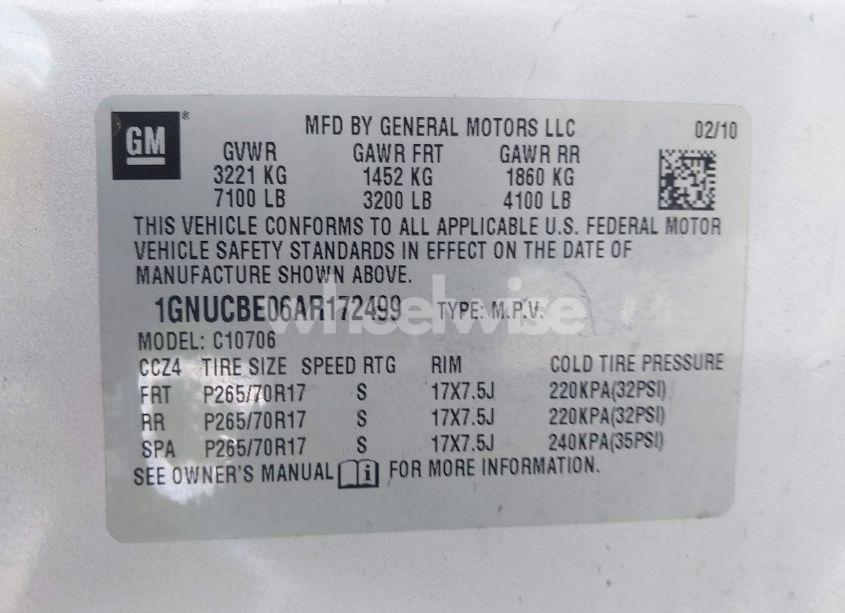 GM ®
MFD BY GENERAL MOTORS LLC 02/10
GVWR GAWR FRT GAWR RR
3221 KG 1452 KG 1860 KG
7100 LB 3200 LB 4100 LB
THIS VEHICLE CONFORMS TO ALL APPLICABLE U.S. FEDERAL MOTOR
VEHICLE SAFETY STANDARDS IN EFFECT ON THE DATE OF
MANUFACTURE SHOWN ABOVE.
1GNUCBE06AR172499 TYPE: M.P.V.
wheelwise
MODEL: C10706
CCZ4 TIRE SIZE SPEED RTG RIM COLD TIRE PRESSURE
FRT P265/70R17 S 17X7.5J 220KPA(32PSI)
RR P265/70R17 S 17X7.5J 220KPA(32PSI)
SPA P265/70R17 S 17X7.5J 240KPA(35PSI)
SEE OWNER'S MANUAL i FOR MORE INFORMATION.